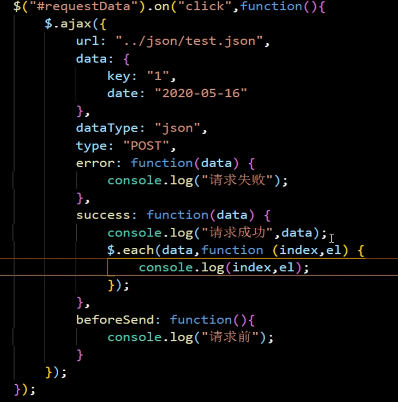 $("#requestData").on("click",function(){
$.ajax({
url: "../json/test.json",
data: {
key: "1",
date: "2020-05-16"
},
dataType: "json",
type: "POST",
error: function(data) {
console.log("请求失败");
},
success: function(data) {
console.log("请求成功",data);
$.each(data,function (index,el) {
console.log(index,el);
});
},
beforeSend: function(){
console.log("请求前");
}
});
});